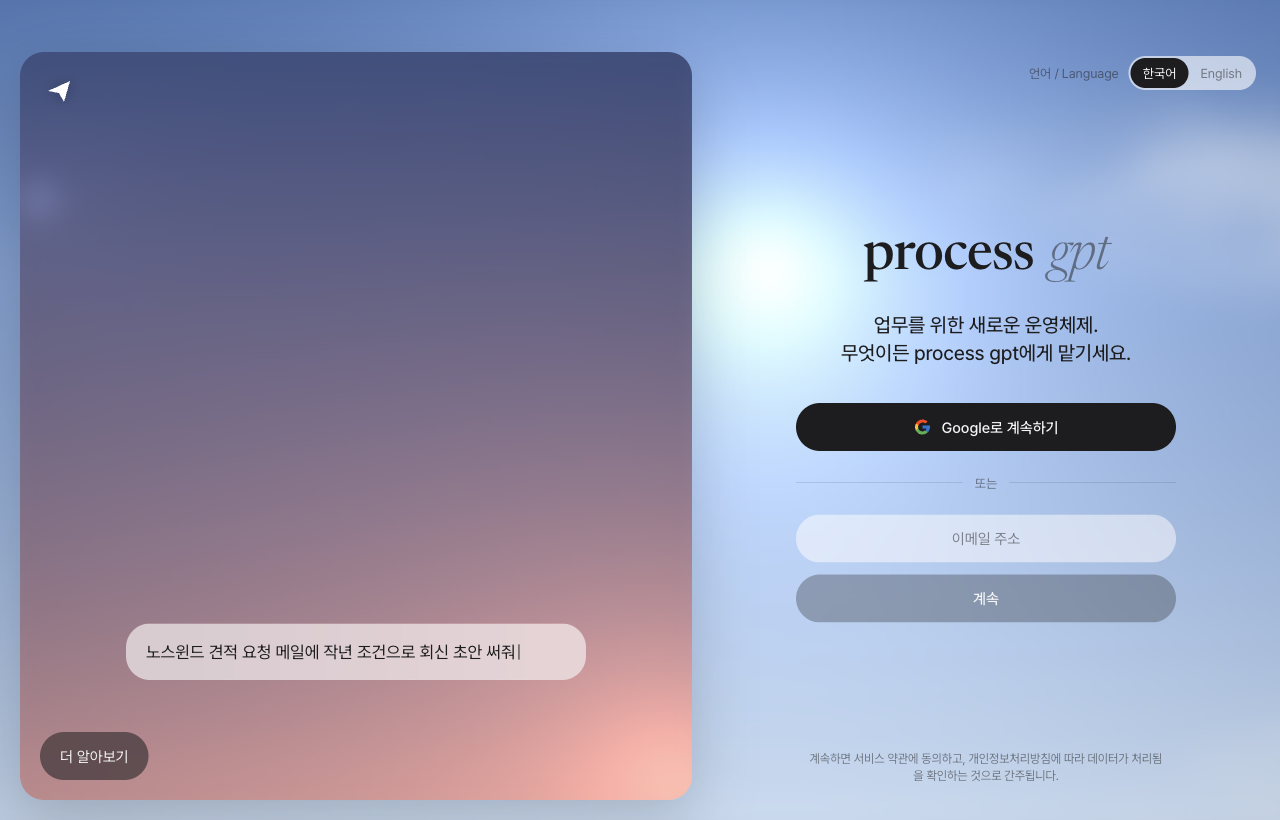 언어 / Language
한국어
English
process gpt
업무를 위한 새로운 운영체제.
무엇이든 process gpt에게 맡기세요.
Google로 계속하기
또는
이메일 주소
계속
노스윈드 견적 요청 메일에 작년 조건으로 회신 초안 써줘
더 알아보기
계속하면 서비스 약관에 동의하고, 개인정보처리방침에 따라 데이터가 처리됨
을 확인하는 것으로 간주됩니다.